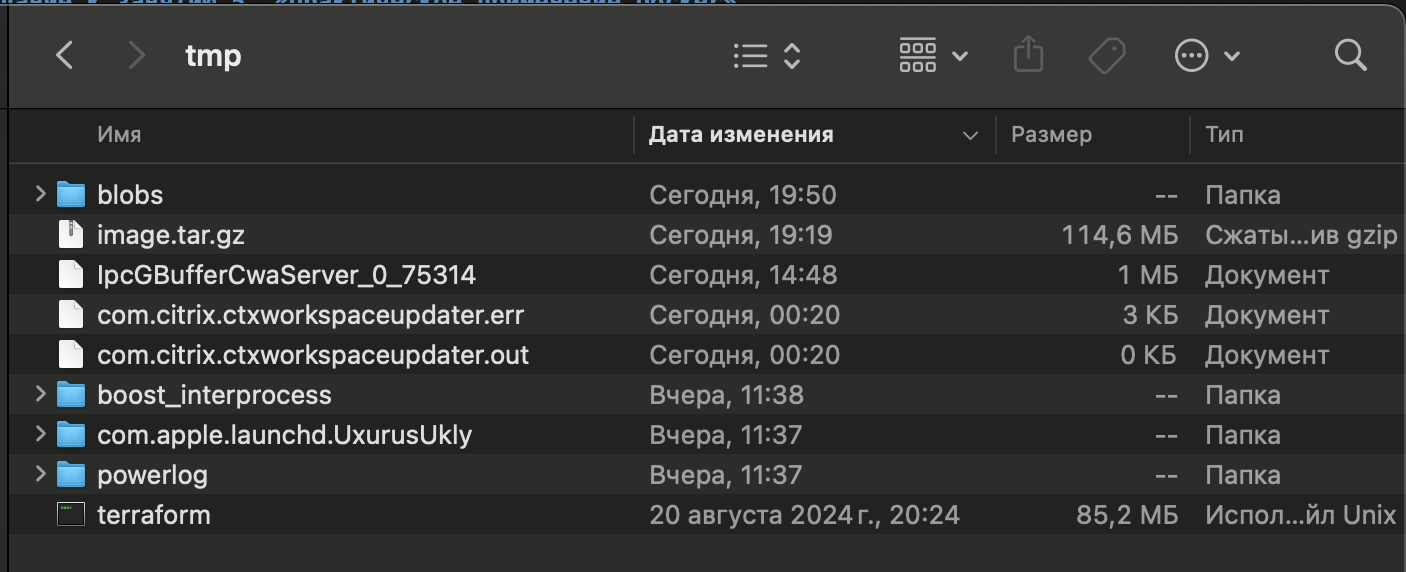 tmp
Имя Дата изменения Размер Тип
blobs Сегодня, 19:50 -- Папка
image.tar.gz Сегодня, 19:19 114,6 МБ Сжаты...ив gzip
IpcGBufferCwaServer_0_75314 Сегодня, 14:48 1 МБ Документ
com.citrix.ctxworkspaceupdater.err Сегодня, 00:20 3 КБ Документ
com.citrix.ctxworkspaceupdater.out Сегодня, 00:20 0 КБ Документ
boost_interprocess Вчера, 11:38 -- Папка
com.apple.launchd.UxurusUkly Вчера, 11:37 -- Папка
powerlog Вчера, 11:37 -- Папка
terraform 20 августа 2024 г., 20:24 85,2 МБ Испол...йл Unix